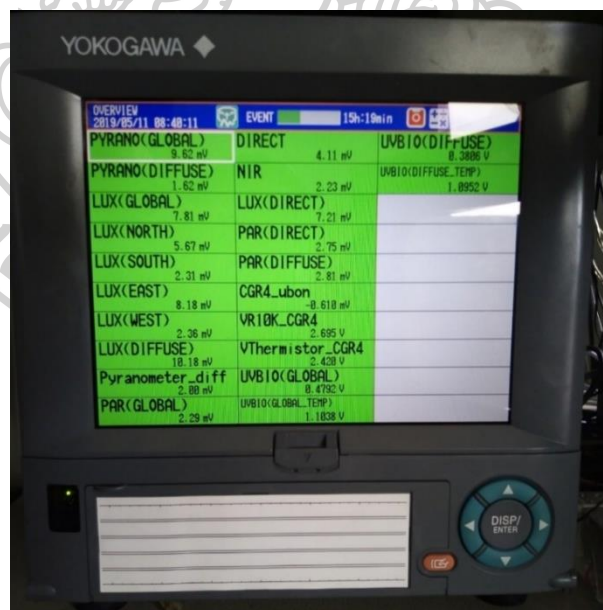 YOKOGAWA
OVERVIEW
2019/05/11 08:40:11
EVENT
15h:19min
PYRANO(GLOBAL)
9.62 mV
DIRECT
4.11 mV
UVBIO(DIFFUSE)
0.3806 V
PYRANO(DIFFUSE)
1.62 mV
NIR
2.23 mV
UVBIO(DIFFUSE_TEMP)
1.0952 V
LUX(GLOBAL)
7.81 mV
LUX(DIRECT)
7.21 mV
LUX(NORTH)
5.67 mV
PAR(DIRECT)
2.75 mV
LUX(SOUTH)
2.31 mV
PAR(DIFFUSE)
2.81 mV
LUX(EAST)
8.18 mV
CGR4_ubon
-0.610 mV
LUX(WEST)
2.36 mV
VR10K_CGR4
2.695 V
LUX(DIFFUSE)
10.18 mV
VThermistor_CGR4
2.420 V
Pyranometer_diff
2.00 mV
UVBIO(GLOBAL)
0.4792 V
PAR(GLOBAL)
2.29 mV
UVBIO(GLOBAL_TEMP)
1.1038 V
DISP/
ENTER